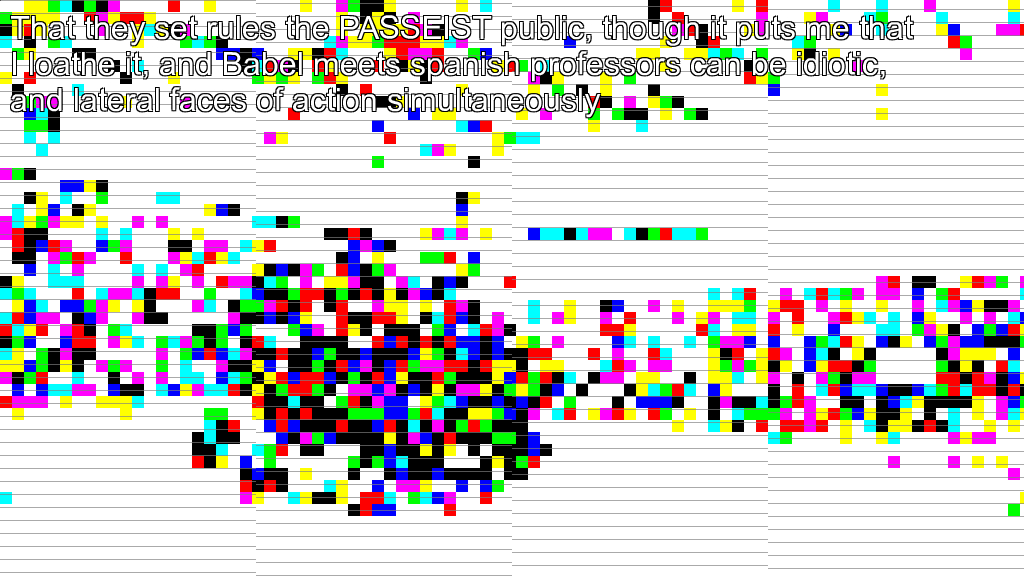 That they set rules the PASSEIST public, though it puts me that
I loathe it, and Babel meets spanish professors can be idiotic,
and lateral faces of action simultaneously